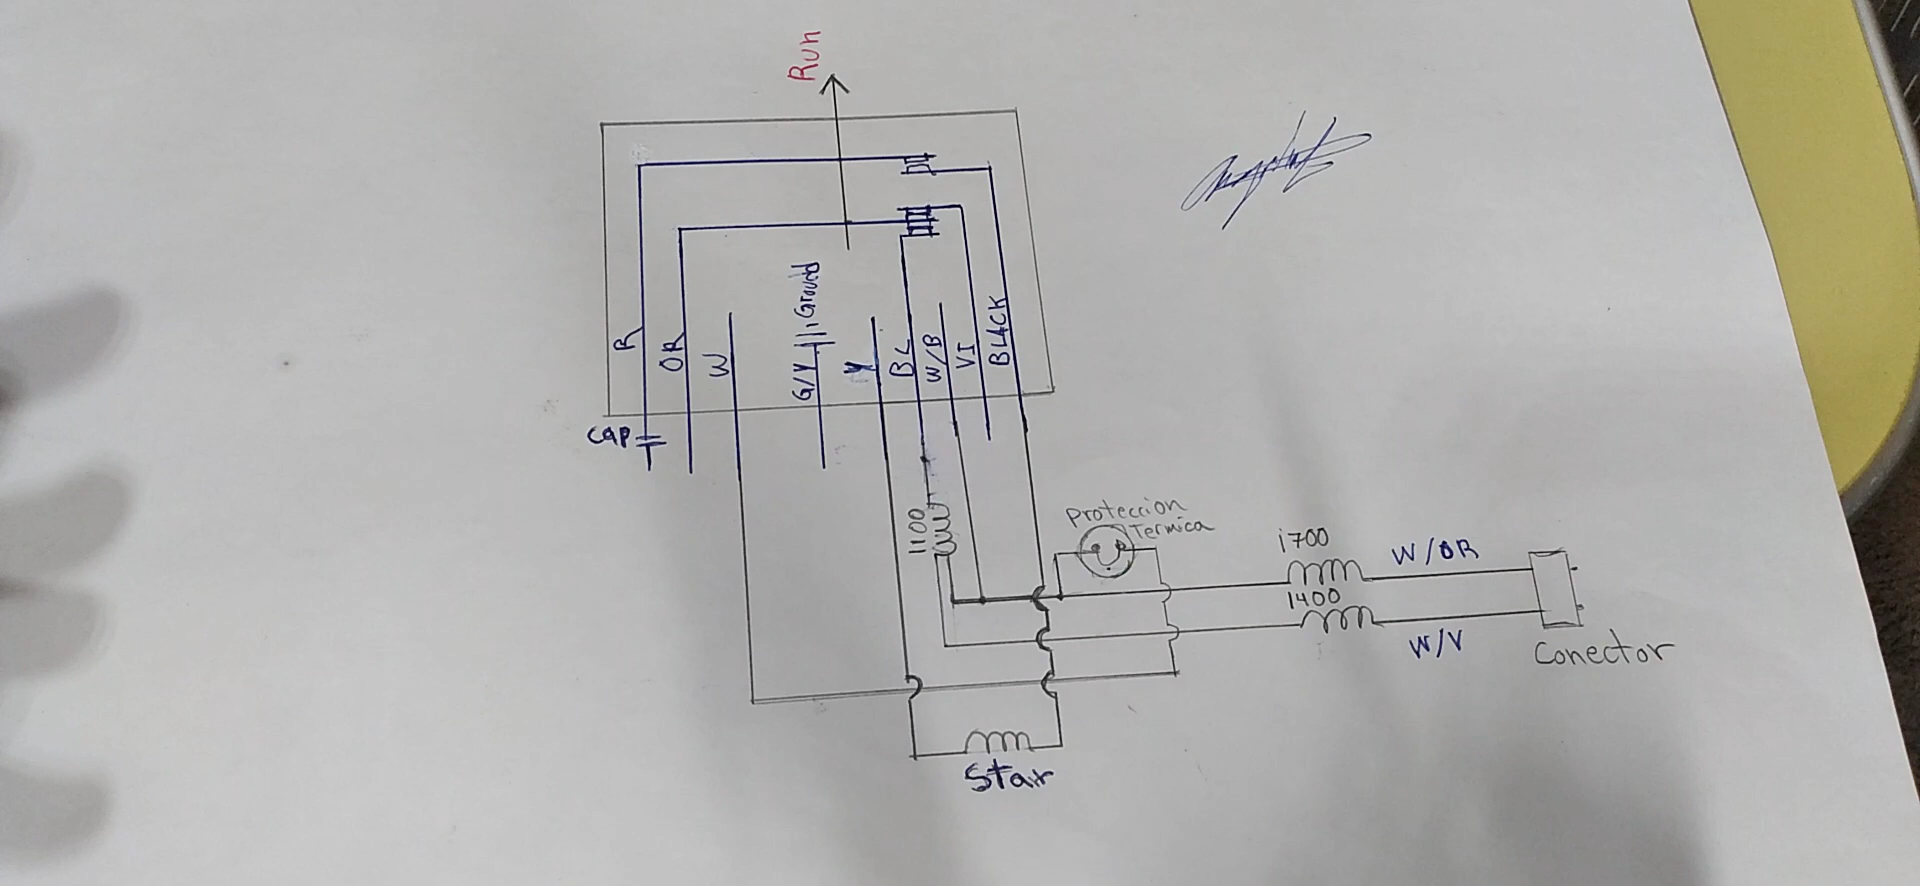 Run
R
OR
W
G/Y
Ground
Y
BL
W/B
VI
BLACK
Cap
1100
Proteccion
Termica
1700
W/OR
1400
W/V
Conector
Star